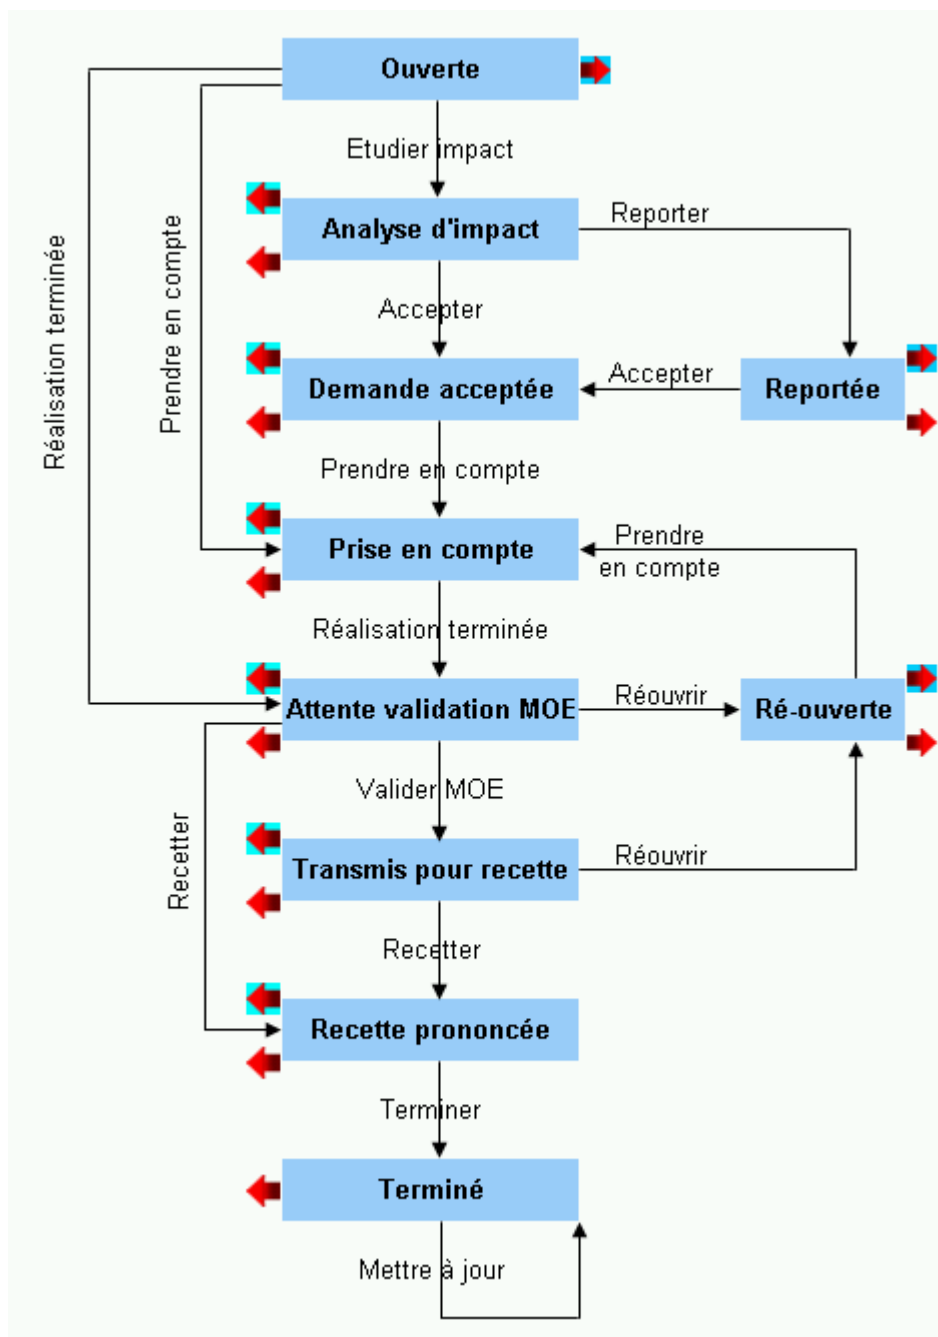 Ouverte
Etudier impact
Analyse d'impact
Reporter
Accepter
Demande acceptée
Accepter
Reportée
Réalisation terminée
Prendre en compte
Prendre en compte
Prise en compte
Prendre
en compte
Réalisation terminée
Attente validation MOE
Réouvrir
Ré-ouverte
Valider MOE
Recetter
Transmis pour recette
Réouvrir
Recetter
Recette prononcée
Terminer
Terminé
Mettre à jour